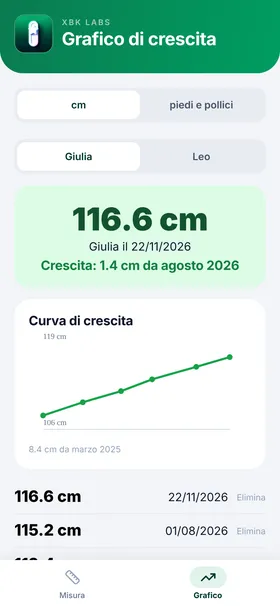 XBK LABS
Grafico di crescita
cm
piedi e pollici
Giulia
Leo
116.6 cm
Giulia il 22/11/2026
Crescita: 1.4 cm da agosto 2026
Curva di crescita
119 cm
106 cm
8.4 cm da marzo 2025
116.6 cm 22/11/2026 Elimina
115.2 cm 01/08/2026 Elimina
Misura
Grafico